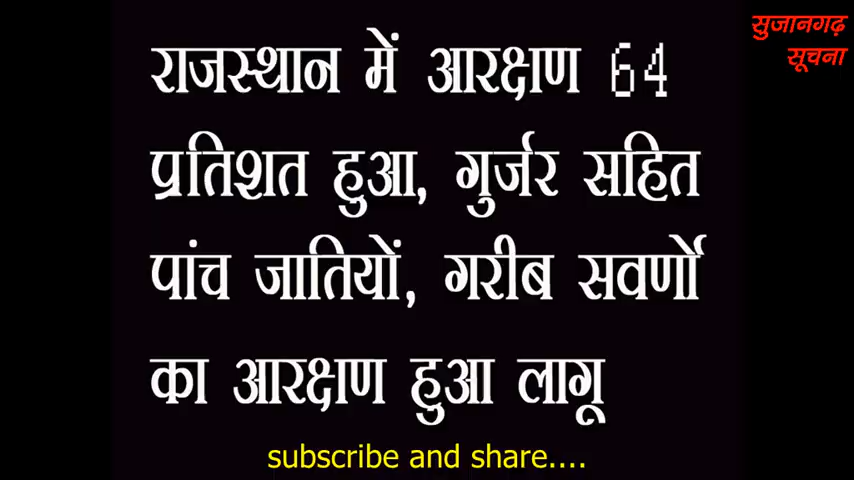 सुजानगढ़
सूचना
राजस्थान में आरक्षण 64
प्रतिशत हुआ, गुर्जर सहित
पांच जातियों, गरीब सवर्णों
का आरक्षण हुआ लागू
subscribe and share....